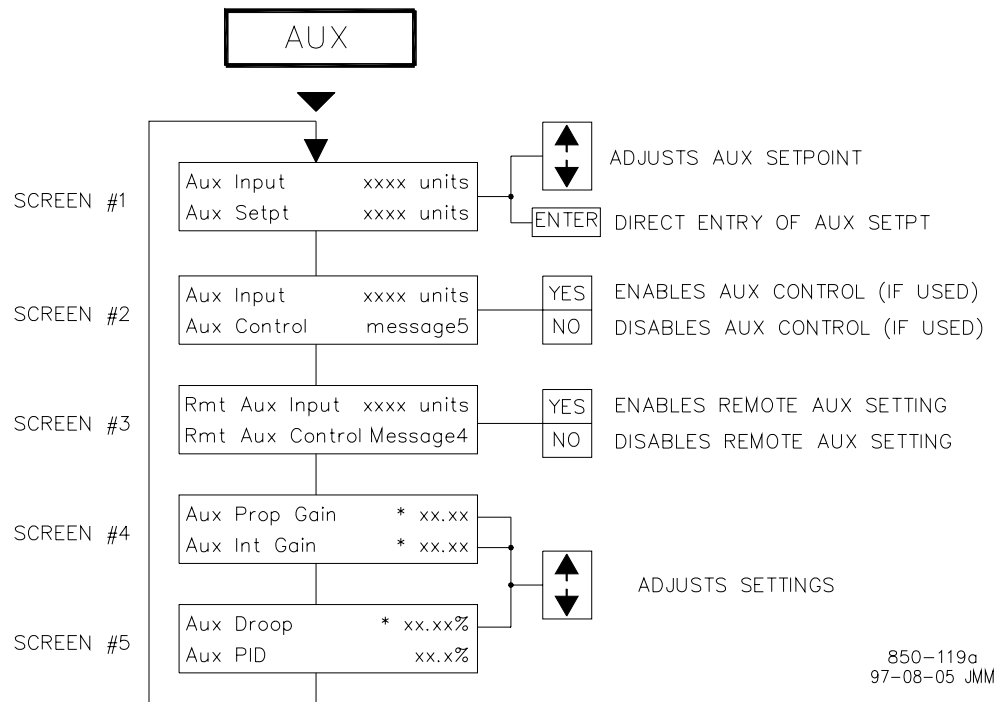 AUX
SCREEN #1
Aux Input xxxx units
Aux Setpt xxxx units
ADJUSTS AUX SETPOINT
ENTER DIRECT ENTRY OF AUX SETPT
SCREEN #2
Aux Input xxxx units
Aux Control message5
YES ENABLES AUX CONTROL (IF USED)
NO DISABLES AUX CONTROL (IF USED)
SCREEN #3
Rmt Aux Input xxxx units
Rmt Aux Control Message4
YES ENABLES REMOTE AUX SETTING
NO DISABLES REMOTE AUX SETTING
SCREEN #4
Aux Prop Gain * xx.xx
Aux Int Gain * xx.xx
ADJUSTS SETTINGS
SCREEN #5
Aux Droop * xx.xx%
Aux PID xx.x%
850-119a
97-08-05 JMM